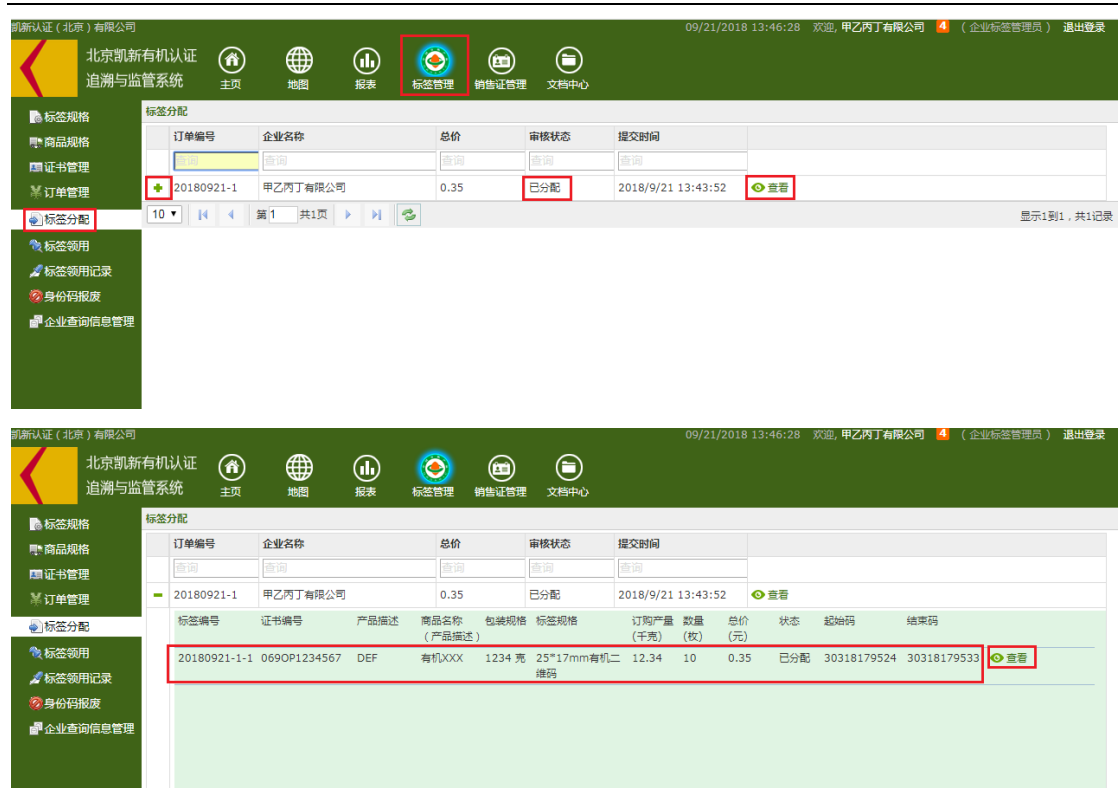 凯新认证（北京）有限公司 09/21/2018 13:46:28 欢迎, 甲乙丙丁有限公司 4 （企业标签管理员） 退出登录
北京凯新有机认证
追溯与监管系统
主页 地图 报表 标签管理 销售证管理 文档中心
标签规格
商品规格
证书管理
订单管理
标签分配
标签领用
标签领用记录
身份码报废
企业查询信息管理
标签分配
订单编号 企业名称 总价 审核状态 提交时间
查询 查询 查询 查询 查询
20180921-1 甲乙丙丁有限公司 0.35 已分配 2018/9/21 13:43:52 查看
10 第 1 共1页 显示1到1，共1记录
凯新认证（北京）有限公司 09/21/2018 13:46:28 欢迎, 甲乙丙丁有限公司 4 （企业标签管理员） 退出登录
北京凯新有机认证
追溯与监管系统
主页 地图 报表 标签管理 销售证管理 文档中心
标签规格
商品规格
证书管理
订单管理
标签分配
标签领用
标签领用记录
身份码报废
企业查询信息管理
标签分配
订单编号 企业名称 总价 审核状态 提交时间
查询 查询 查询 查询 查询
20180921-1 甲乙丙丁有限公司 0.35 已分配 2018/9/21 13:43:52 查看
标签编号 证书编号 产品描述 商品名称 包装规格 标签规格 订购产量 数量 总价 状态 起始码 结束码
（产品描述） （千克） （枚） （元）
20180921-1-1 069OP1234567 DEF 有机XXX 1234 克 25*17mm有机二 12.34 10 0.35 已分配 30318179524 30318179533 查看
维码